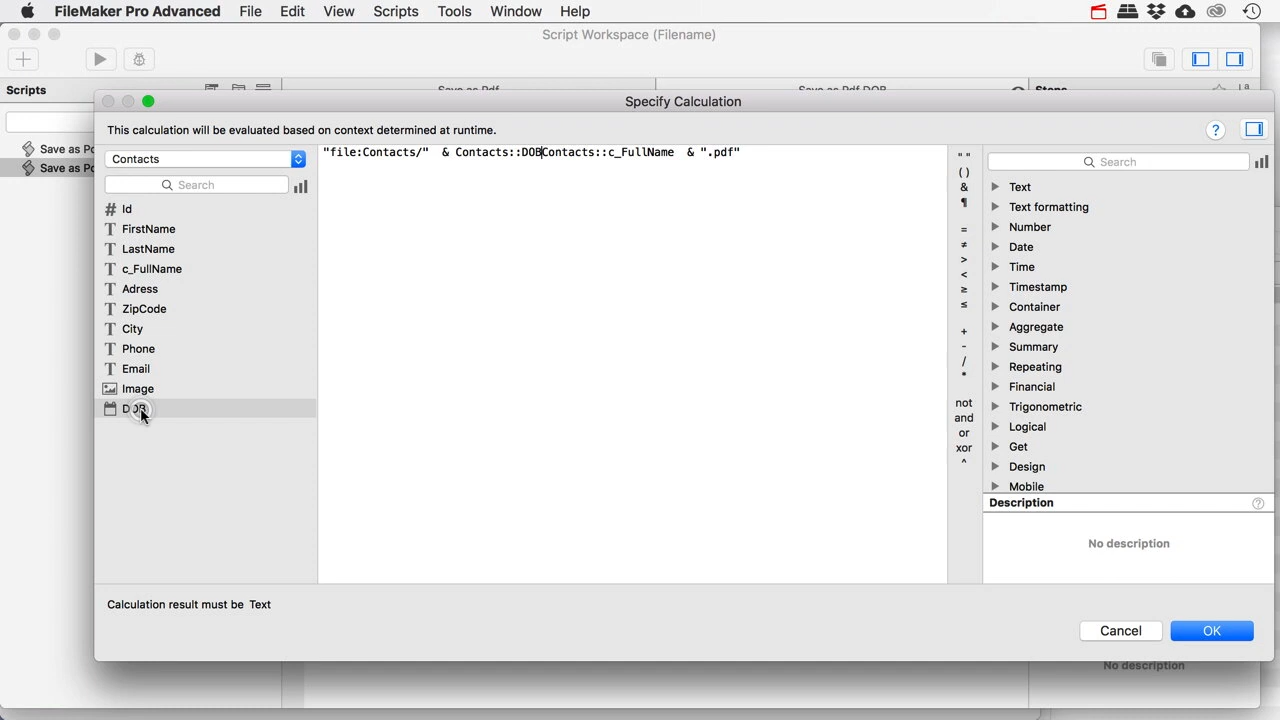 FileMaker Pro Advanced File Edit View Scripts Tools Window Help
Script Workspace (Filename)
Scripts
Specify Calculation
This calculation will be evaluated based on context determined at runtime.
?
Save as P
Save as P
Contacts
Search
# Id
T FirstName
T LastName
T c_FullName
T Adress
T ZipCode
T City
T Phone
T Email
Image
DOB
"file:Contacts/" & Contacts::DOBContacts::c_FullName & ".pdf"
" "
( )
&
¶
=
≠
>
<
≥
≤
+
-
/
*
not
and
or
xor
^
Search
Text
Text formatting
Number
Date
Time
Timestamp
Container
Aggregate
Summary
Repeating
Financial
Trigonometric
Logical
Get
Design
Mobile
Description
?
No description
Calculation result must be Text
Cancel
OK
No description